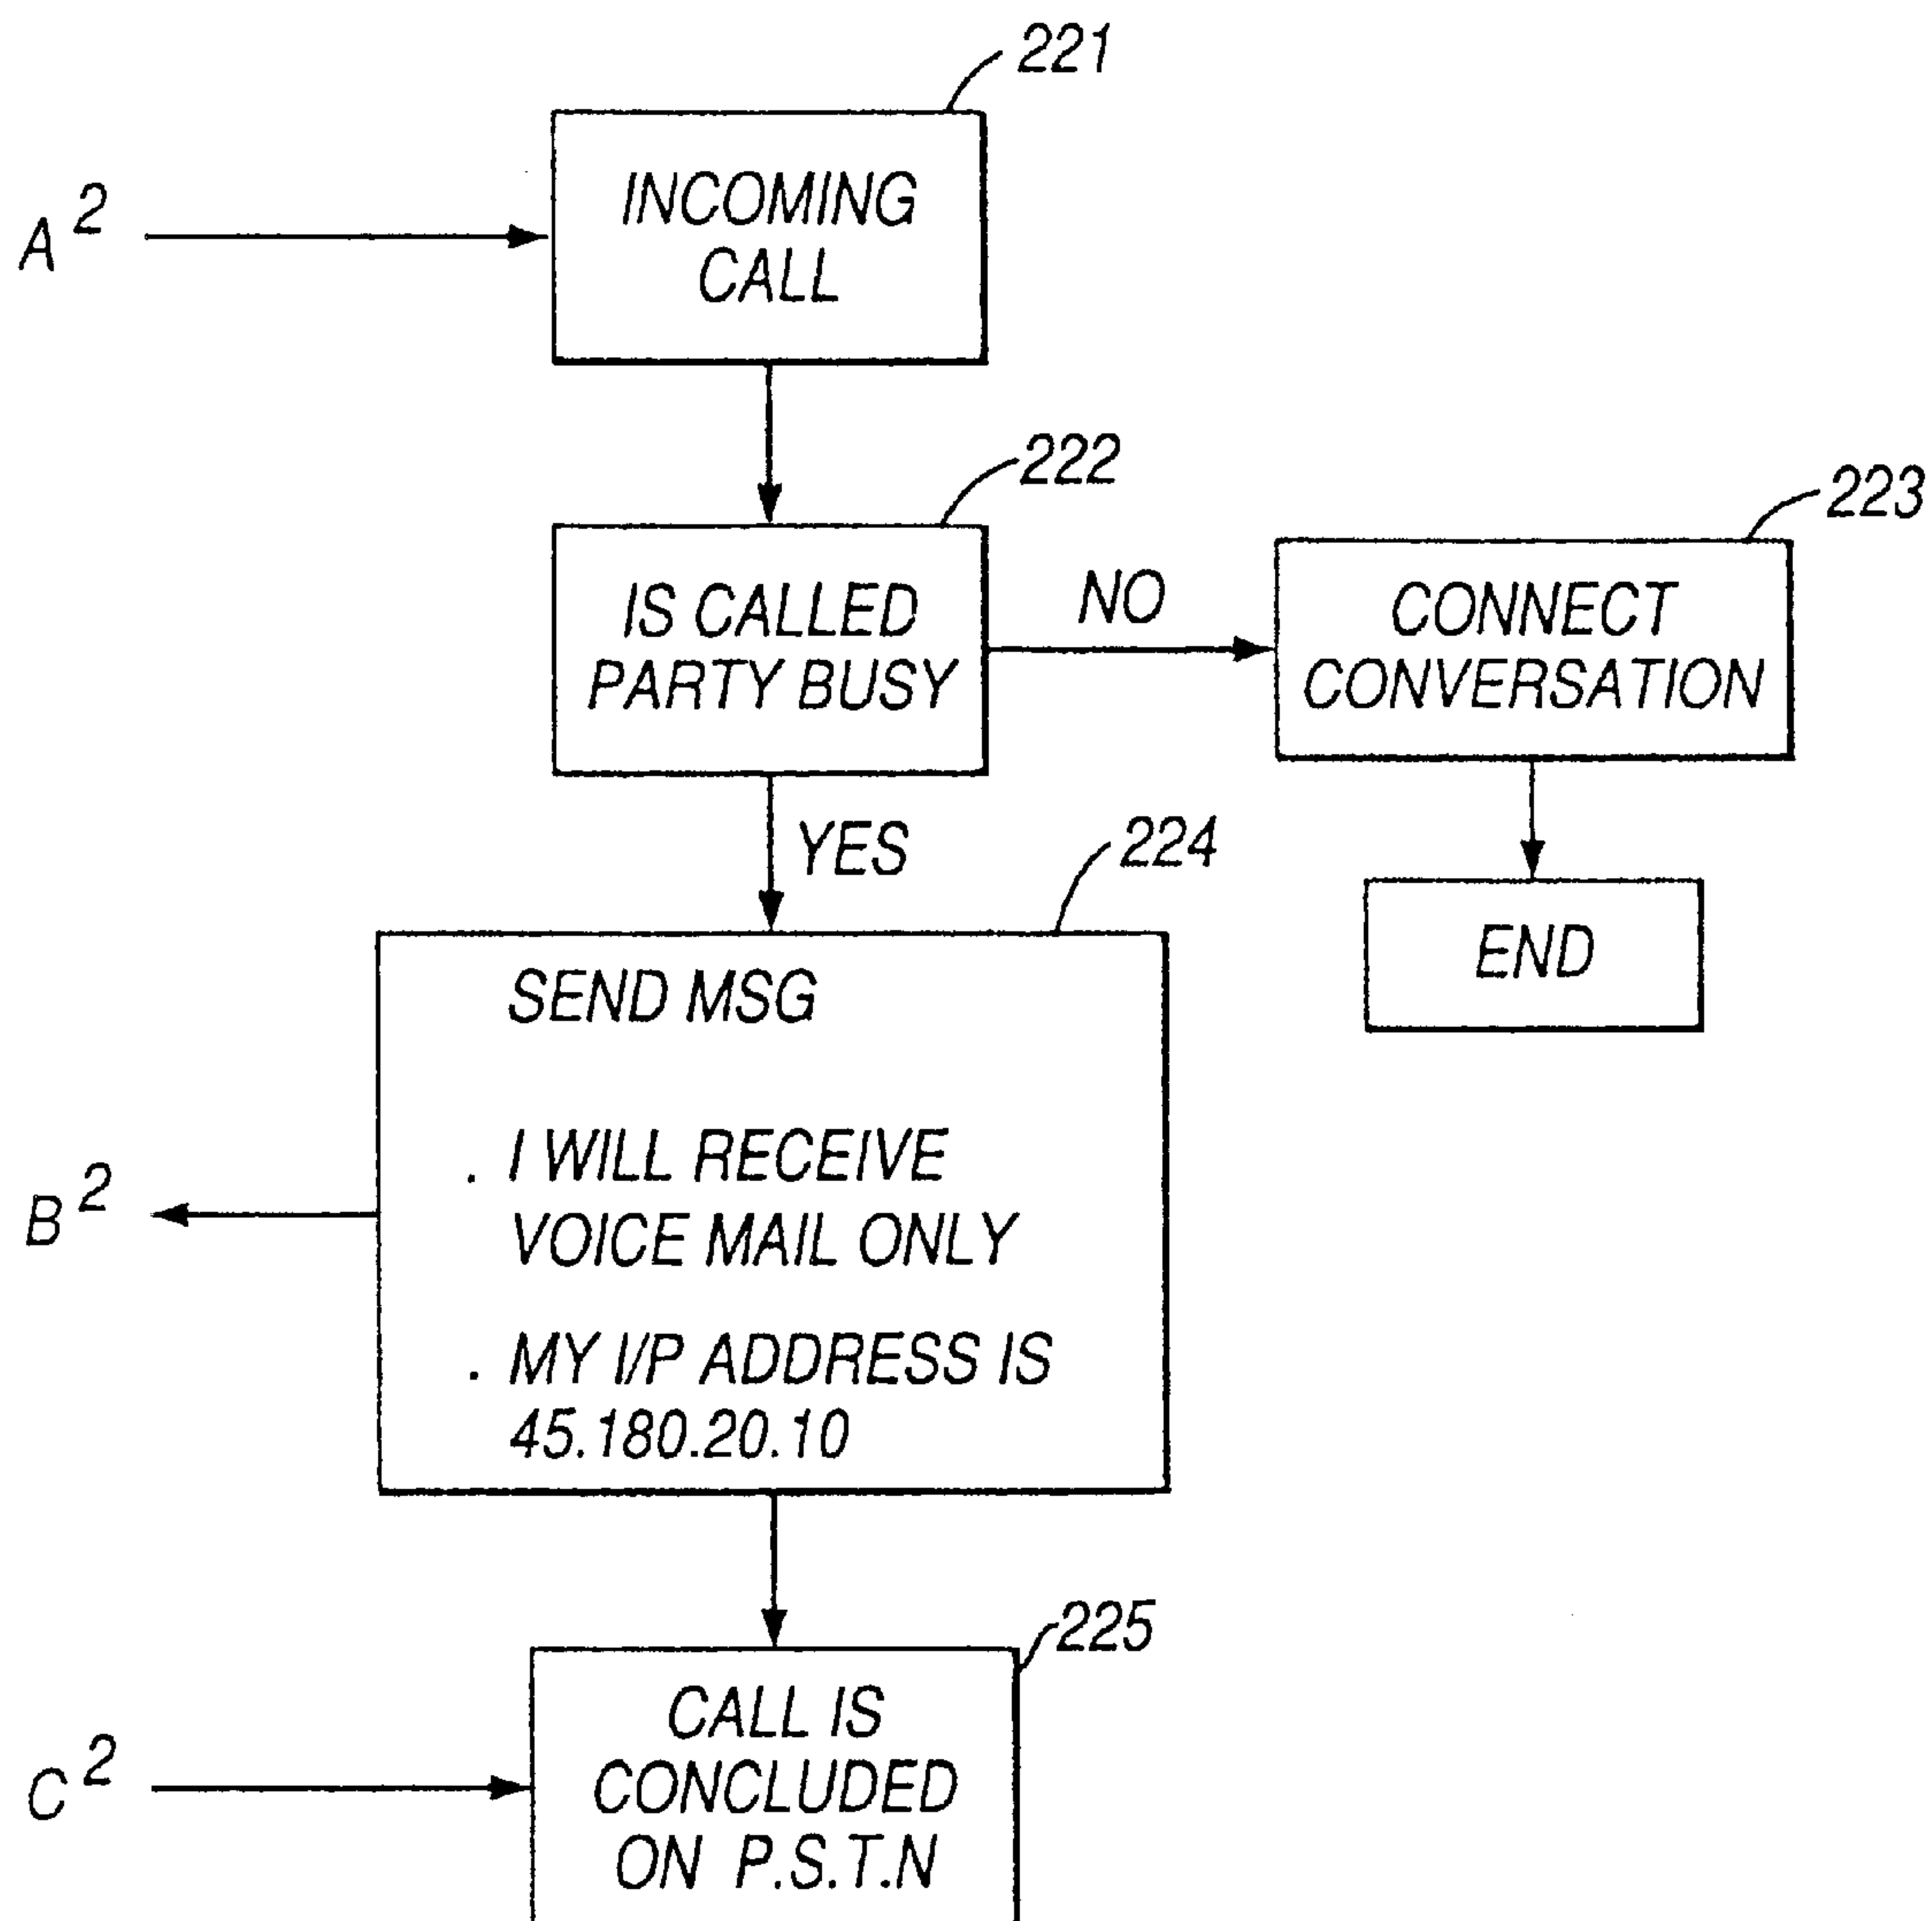 221
A²
INCOMING
CALL
222
223
IS CALLED
PARTY BUSY
NO
CONNECT
CONVERSATION
YES
224
END
SEND MSG
. I WILL RECEIVE
VOICE MAIL ONLY
B²
. MY I/P ADDRESS IS
45.180.20.10
225
C²
CALL IS
CONCLUDED
ON P.S.T.N